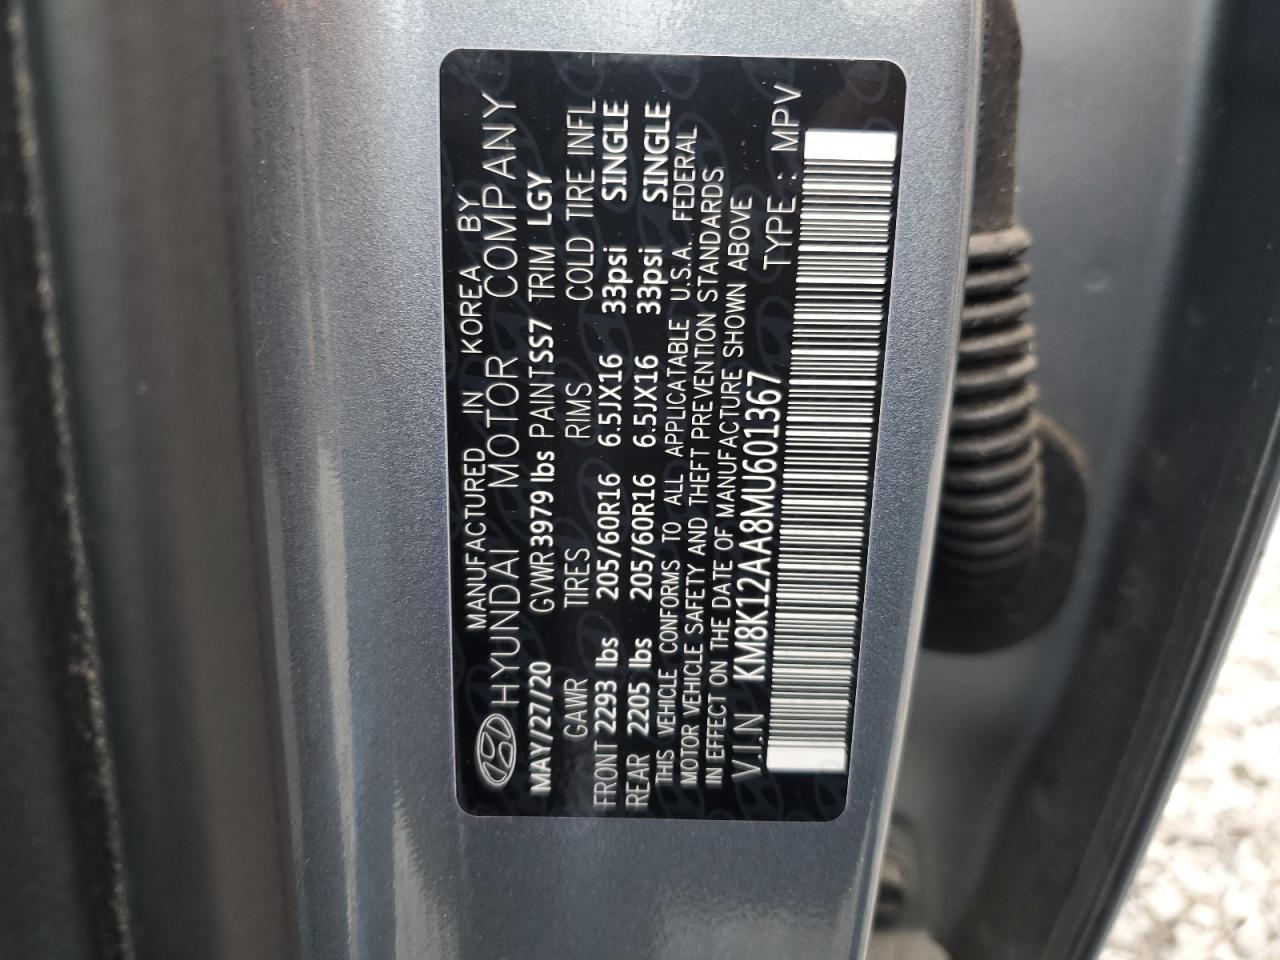 MANUFACTURED IN KOREA BY
HYUNDAI MOTOR COMPANY
MAY/27/20 GVWR 3979 lbs PAINT SS7 TRIM LGY
GAWR TIRES RIMS COLD TIRE INFL
FRONT 2293 lbs 205/60R16 6.5JX16 33psi SINGLE
REAR 2205 lbs 205/60R16 6.5JX16 33psi SINGLE
THIS VEHICLE CONFORMS TO ALL APPLICATABLE U.S.A. FEDERAL
MOTOR VEHICLE SAFETY AND THEFT PREVENTION STANDARDS
IN EFFECT ON THE DATE OF MANUFACTURE SHOWN ABOVE
V.I.N KM8K12AA8MU601367 TYPE : MPV